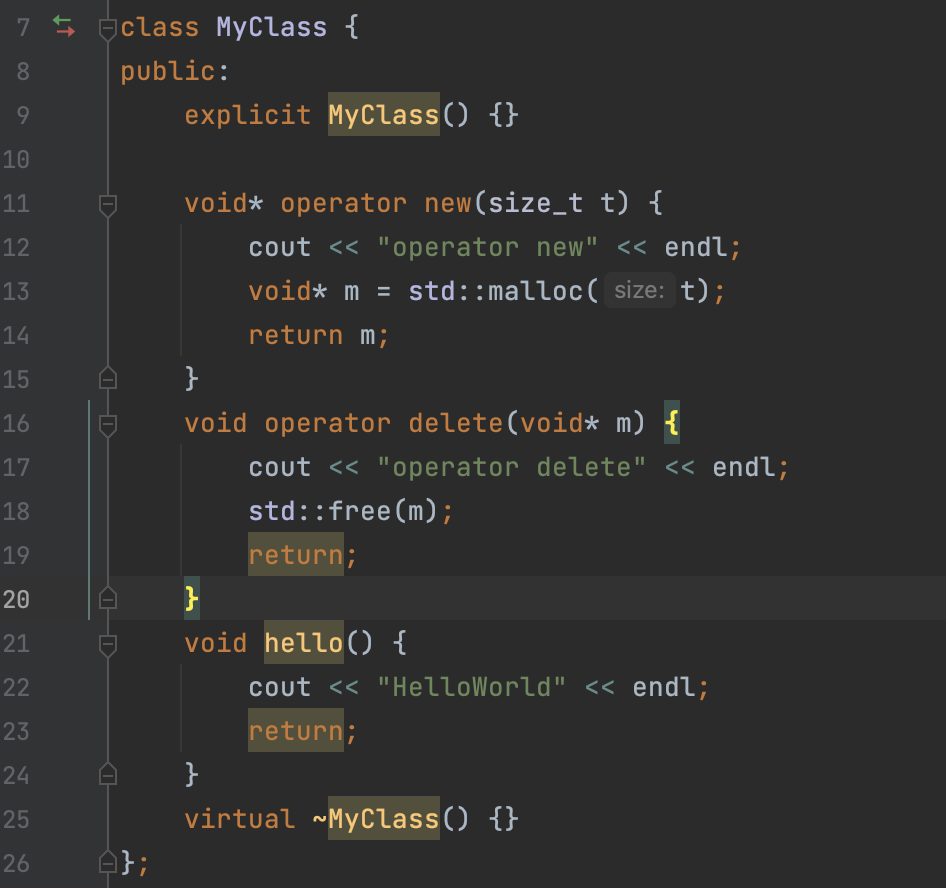 7 class MyClass {
8 public:
9     explicit MyClass() {}
10
11     void* operator new(size_t t) {
12         cout << "operator new" << endl;
13         void* m = std::malloc( size: t);
14         return m;
15     }
16     void operator delete(void* m) {
17         cout << "operator delete" << endl;
18         std::free(m);
19         return;
20     }
21     void hello() {
22         cout << "HelloWorld" << endl;
23         return;
24     }
25     virtual ~MyClass() {}
26 };